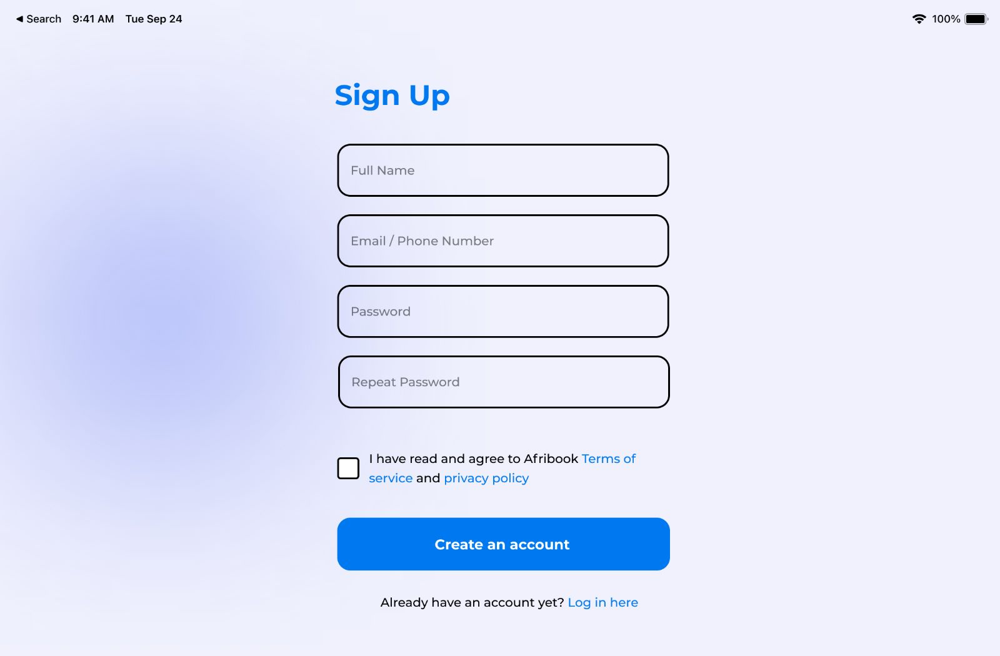 ◄ Search 9:41 AM Tue Sep 24 100%
Sign Up
Full Name
Email / Phone Number
Password
Repeat Password
I have read and agree to Afribook Terms of
service and privacy policy
Create an account
Already have an account yet? Log in here